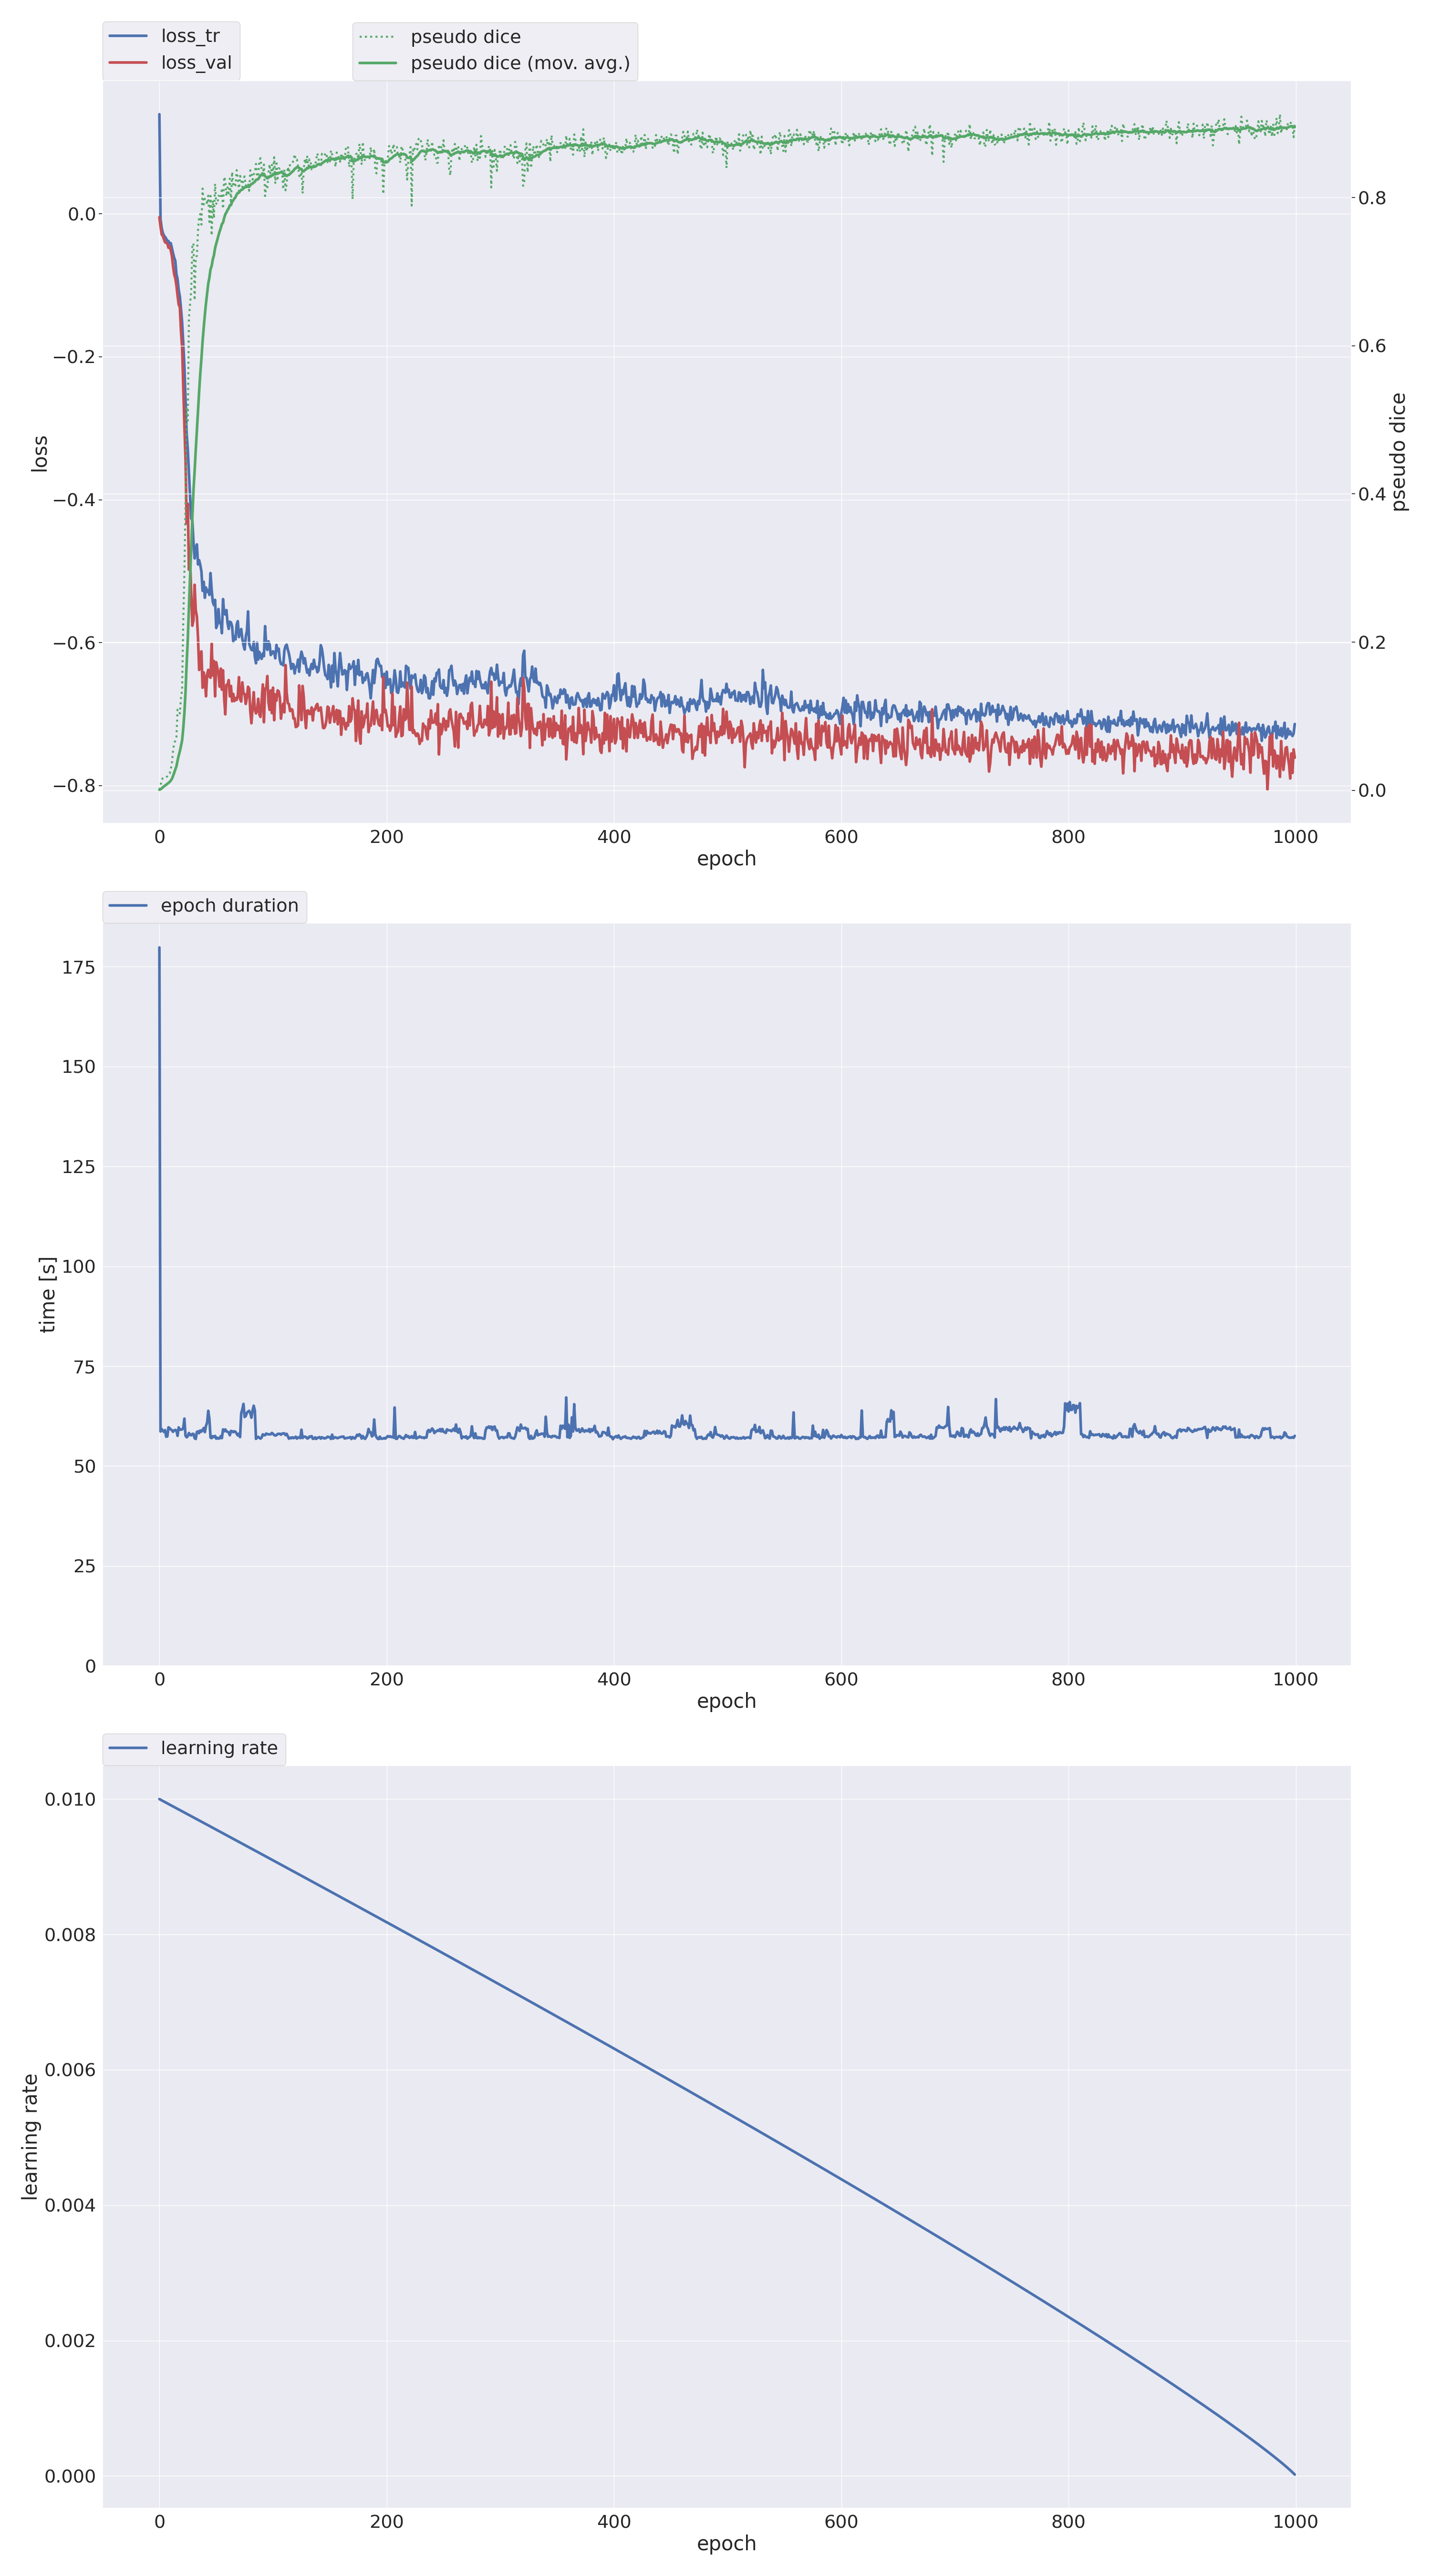 loss_tr
loss_val
pseudo dice
pseudo dice (mov. avg.)
0.0
−0.2
−0.4
−0.6
−0.8
loss
0.8
0.6
0.4
0.2
0.0
pseudo dice
0 200 400 600 800 1000
epoch
epoch duration
175
150
125
100
75
50
25
0
time [s]
0 200 400 600 800 1000
epoch
learning rate
0.010
0.008
0.006
0.004
0.002
0.000
learning rate
0 200 400 600 800 1000
epoch